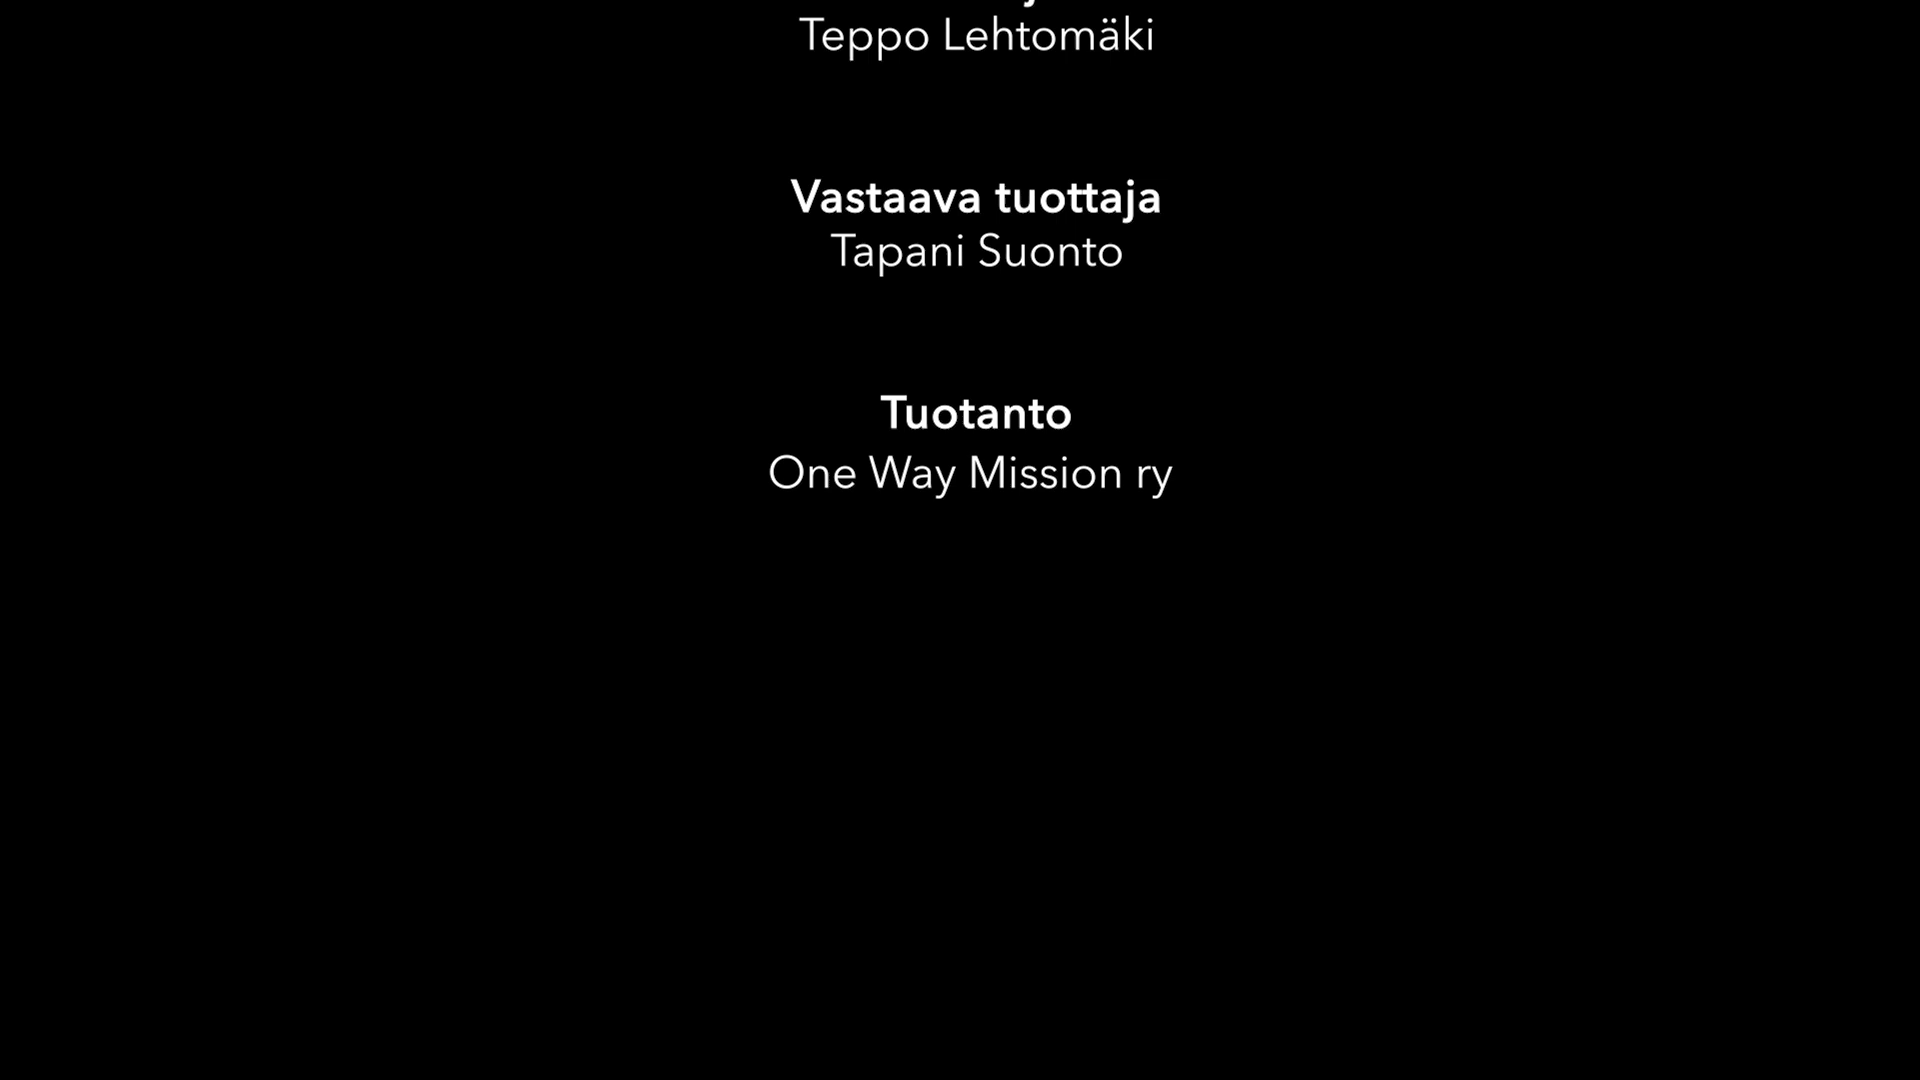 Teppo Lehtomäki
Vastaava tuottaja
Tapani Suonto
Tuotanto
One Way Mission ry